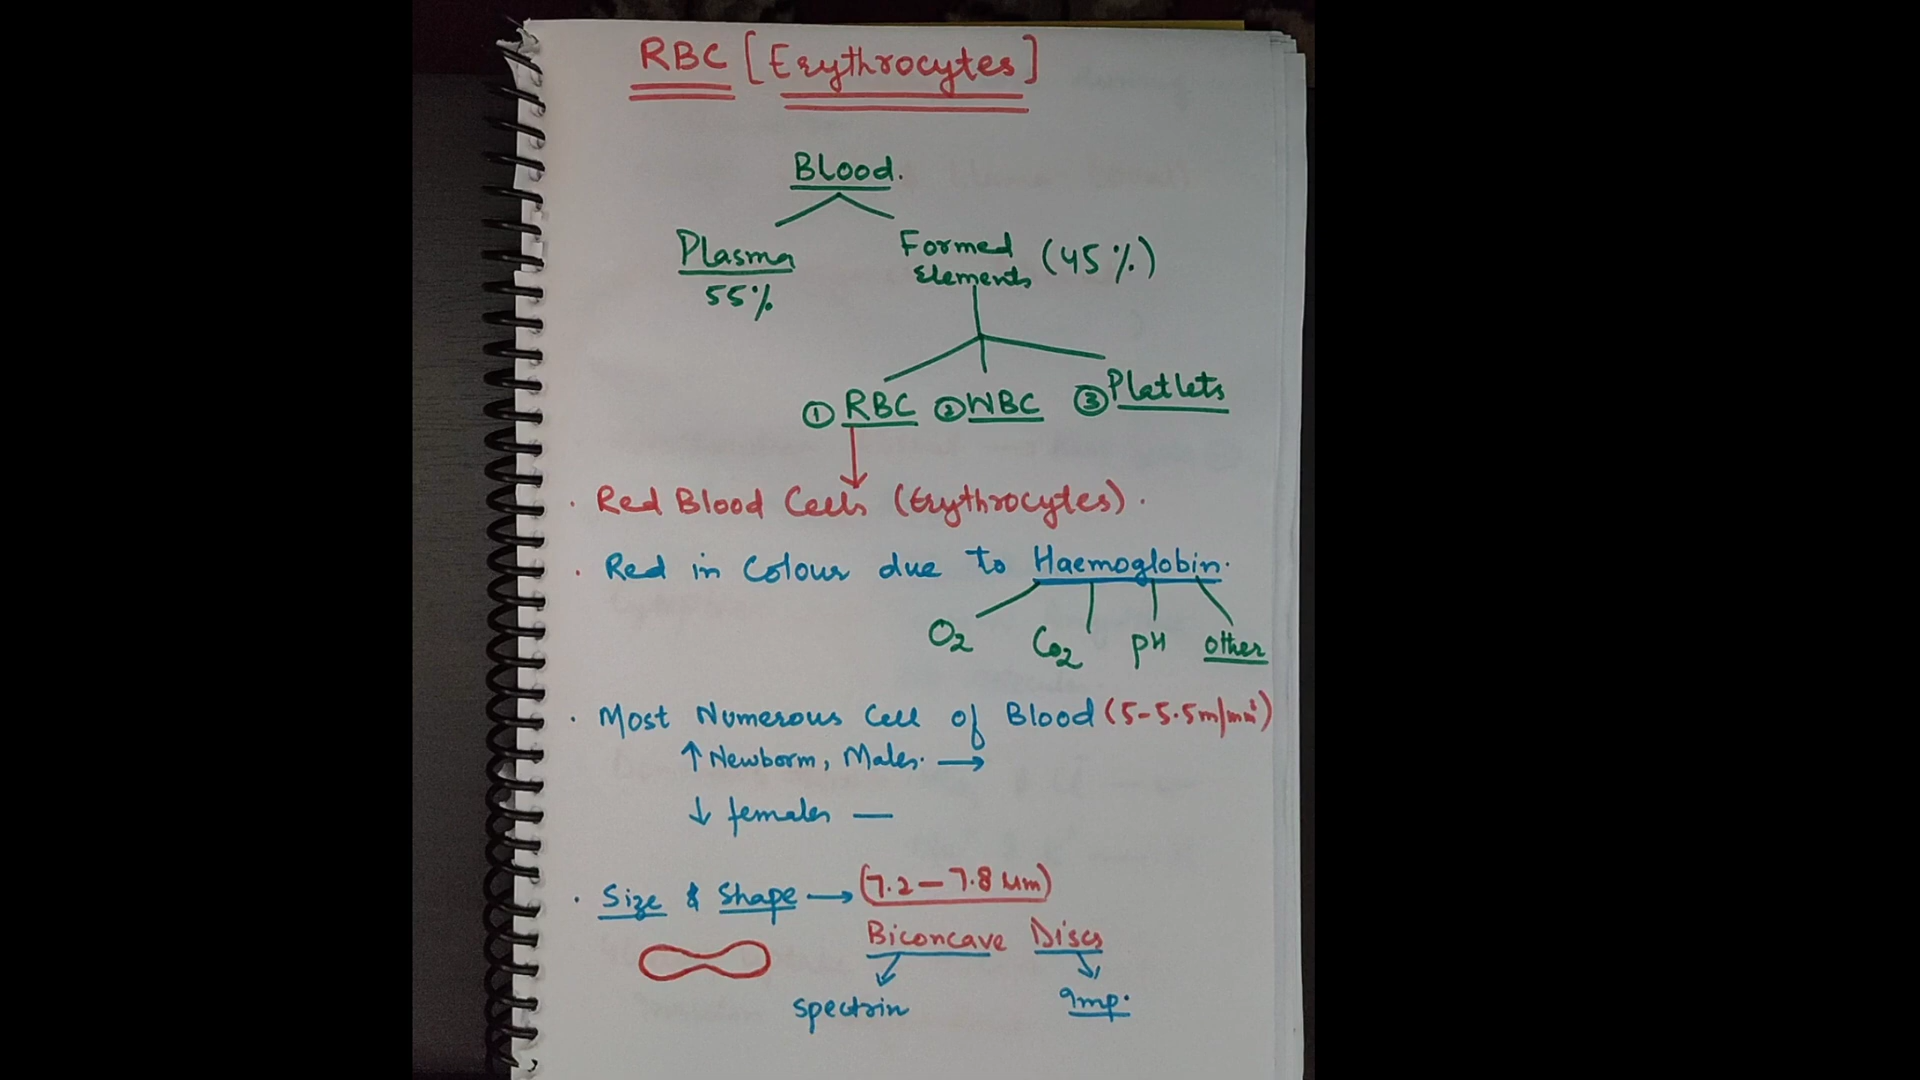 RBC [Erythrocytes]
Blood.
Plasma
55%
Formed
Elements
(45%)
① RBC ② WBC ③ Platlets
· Red Blood Cells (Erythrocytes) ·
· Red in Colour due to Haemoglobin.
O2 CO2 pH other
· Most Numerous Cell of Blood (5-5.5m/mm³)
↑ Newborn, Males. →
↓ females —
· Size & Shape → (7.2 – 7.8 µm)
Biconcave Discs
spectrin Imp.